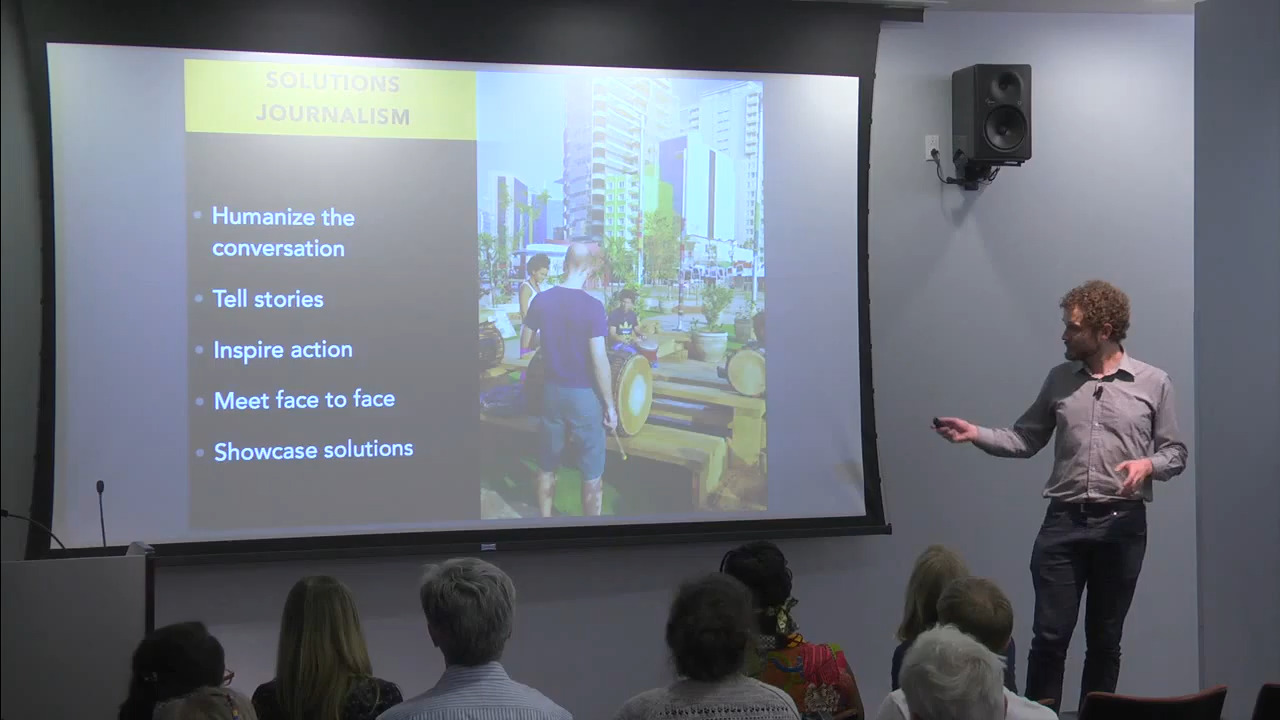 SOLUTIONS
JOURNALISM
• Humanize the
conversation
• Tell stories
• Inspire action
• Meet face to face
• Showcase solutions